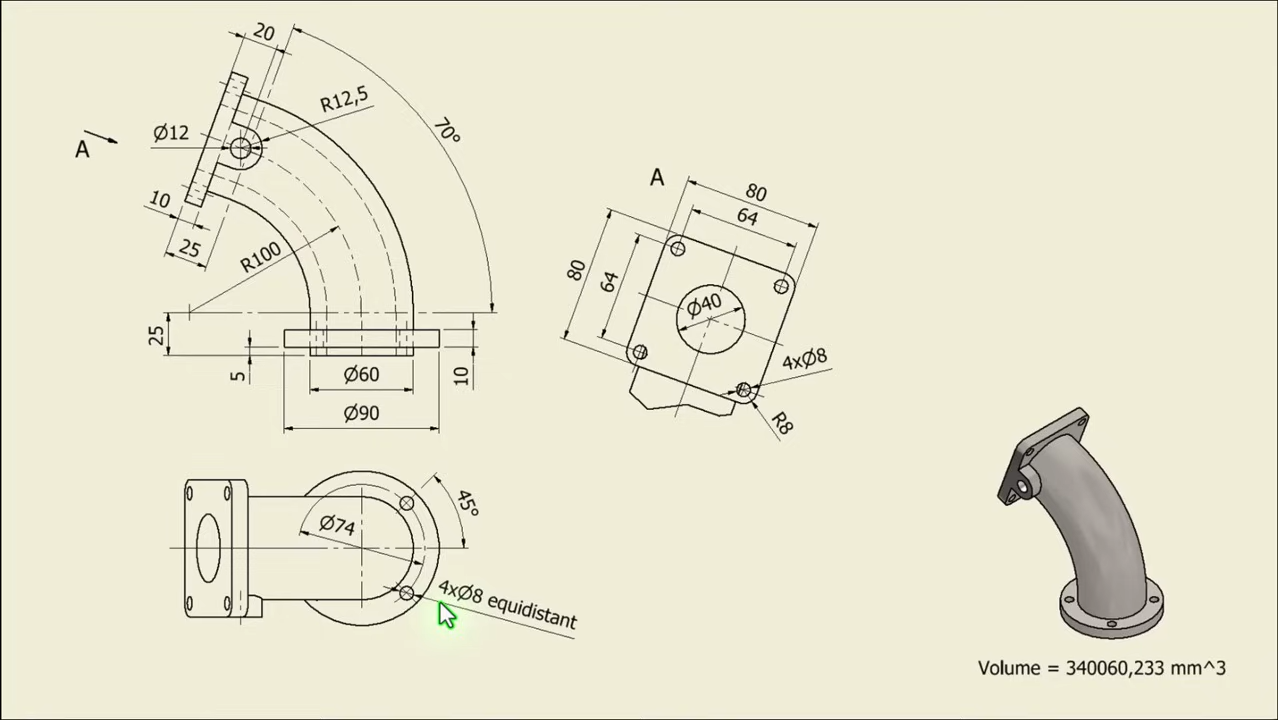 20
R12,5
70°
Ø12
A
10
25
R100
25
5
Ø60
10
Ø90
A
80
64
80
64
Ø40
4xØ8
R8
45°
Ø74
4xØ8 equidistant
Volume = 340060,233 mm^3